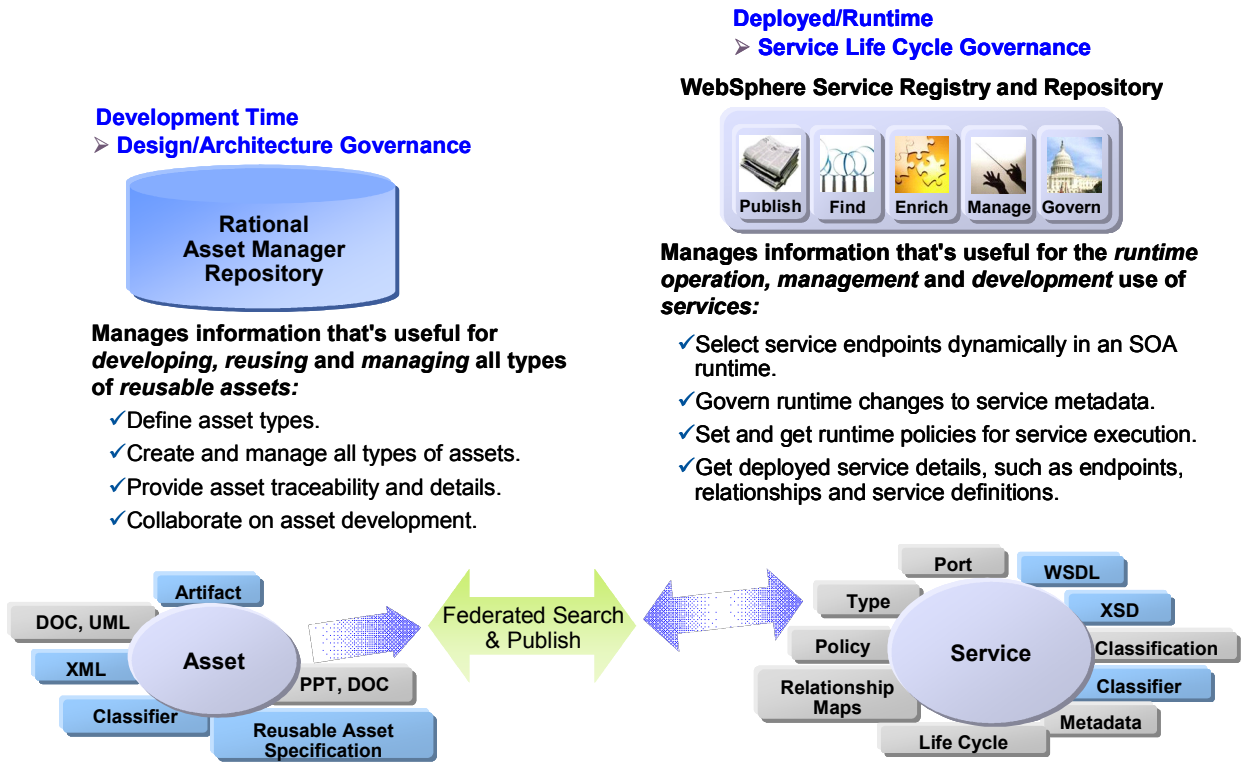 Development Time
➢ Design/Architecture Governance
Rational
Asset Manager
Repository
Manages information that's useful for
developing, reusing and managing all types
of reusable assets:
✓Define asset types.
✓Create and manage all types of assets.
✓Provide asset traceability and details.
✓Collaborate on asset development.
Deployed/Runtime
➢ Service Life Cycle Governance
WebSphere Service Registry and Repository
Publish
Find
Enrich
Manage
Govern
Manages information that's useful for the runtime
operation, management and development use of
services:
✓Select service endpoints dynamically in an SOA
runtime.
✓Govern runtime changes to service metadata.
✓Set and get runtime policies for service execution.
✓Get deployed service details, such as endpoints,
relationships and service definitions.
Artifact
DOC, UML
XML
Classifier
Asset
PPT, DOC
Reusable Asset
Specification
Federated Search
& Publish
Port
Type
Policy
Relationship
Maps
Life Cycle
Service
WSDL
XSD
Classification
Classifier
Metadata